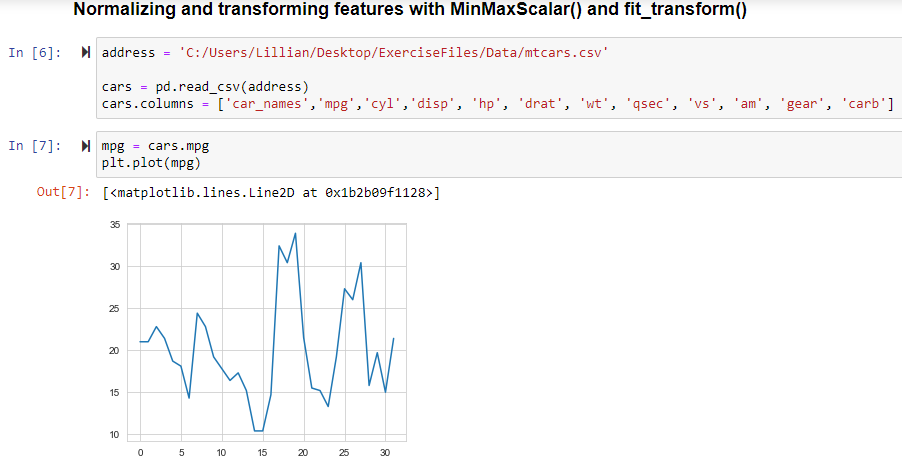 Normalizing and transforming features with MinMaxScalar() and fit_transform()
In [6]:
address = 'C:/Users/Lillian/Desktop/ExerciseFiles/Data/mtcars.csv'
cars = pd.read_csv(address)
cars.columns = ['car_names','mpg','cyl','disp', 'hp', 'drat', 'wt', 'qsec', 'vs', 'am', 'gear', 'carb']
In [7]:
mpg = cars.mpg
plt.plot(mpg)
Out[7]:
[<matplotlib.lines.Line2D at 0x1b2b09f1128>]
35
30
25
20
15
10
0 5 10 15 20 25 30